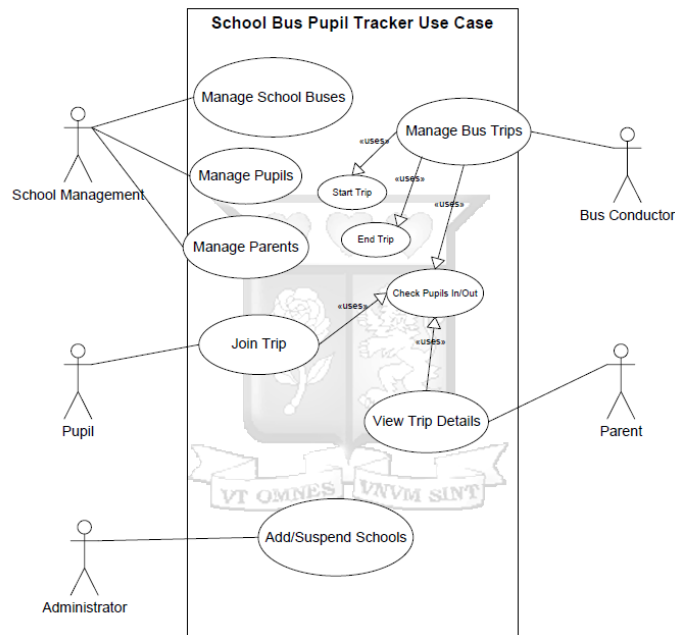 School Bus Pupil Tracker Use Case
Manage School Buses
«uses»
Manage Bus Trips
School Management
Bus Conductor
Manage Pupils
Start Trip
«uses»
«uses»
End Trip
Manage Parents
Check Pupils In/Out
«uses»
Join Trip
«uses»
Pupil
View Trip Details
Parent
VT OMNES VNVM SINT
Add/Suspend Schools
Administrator